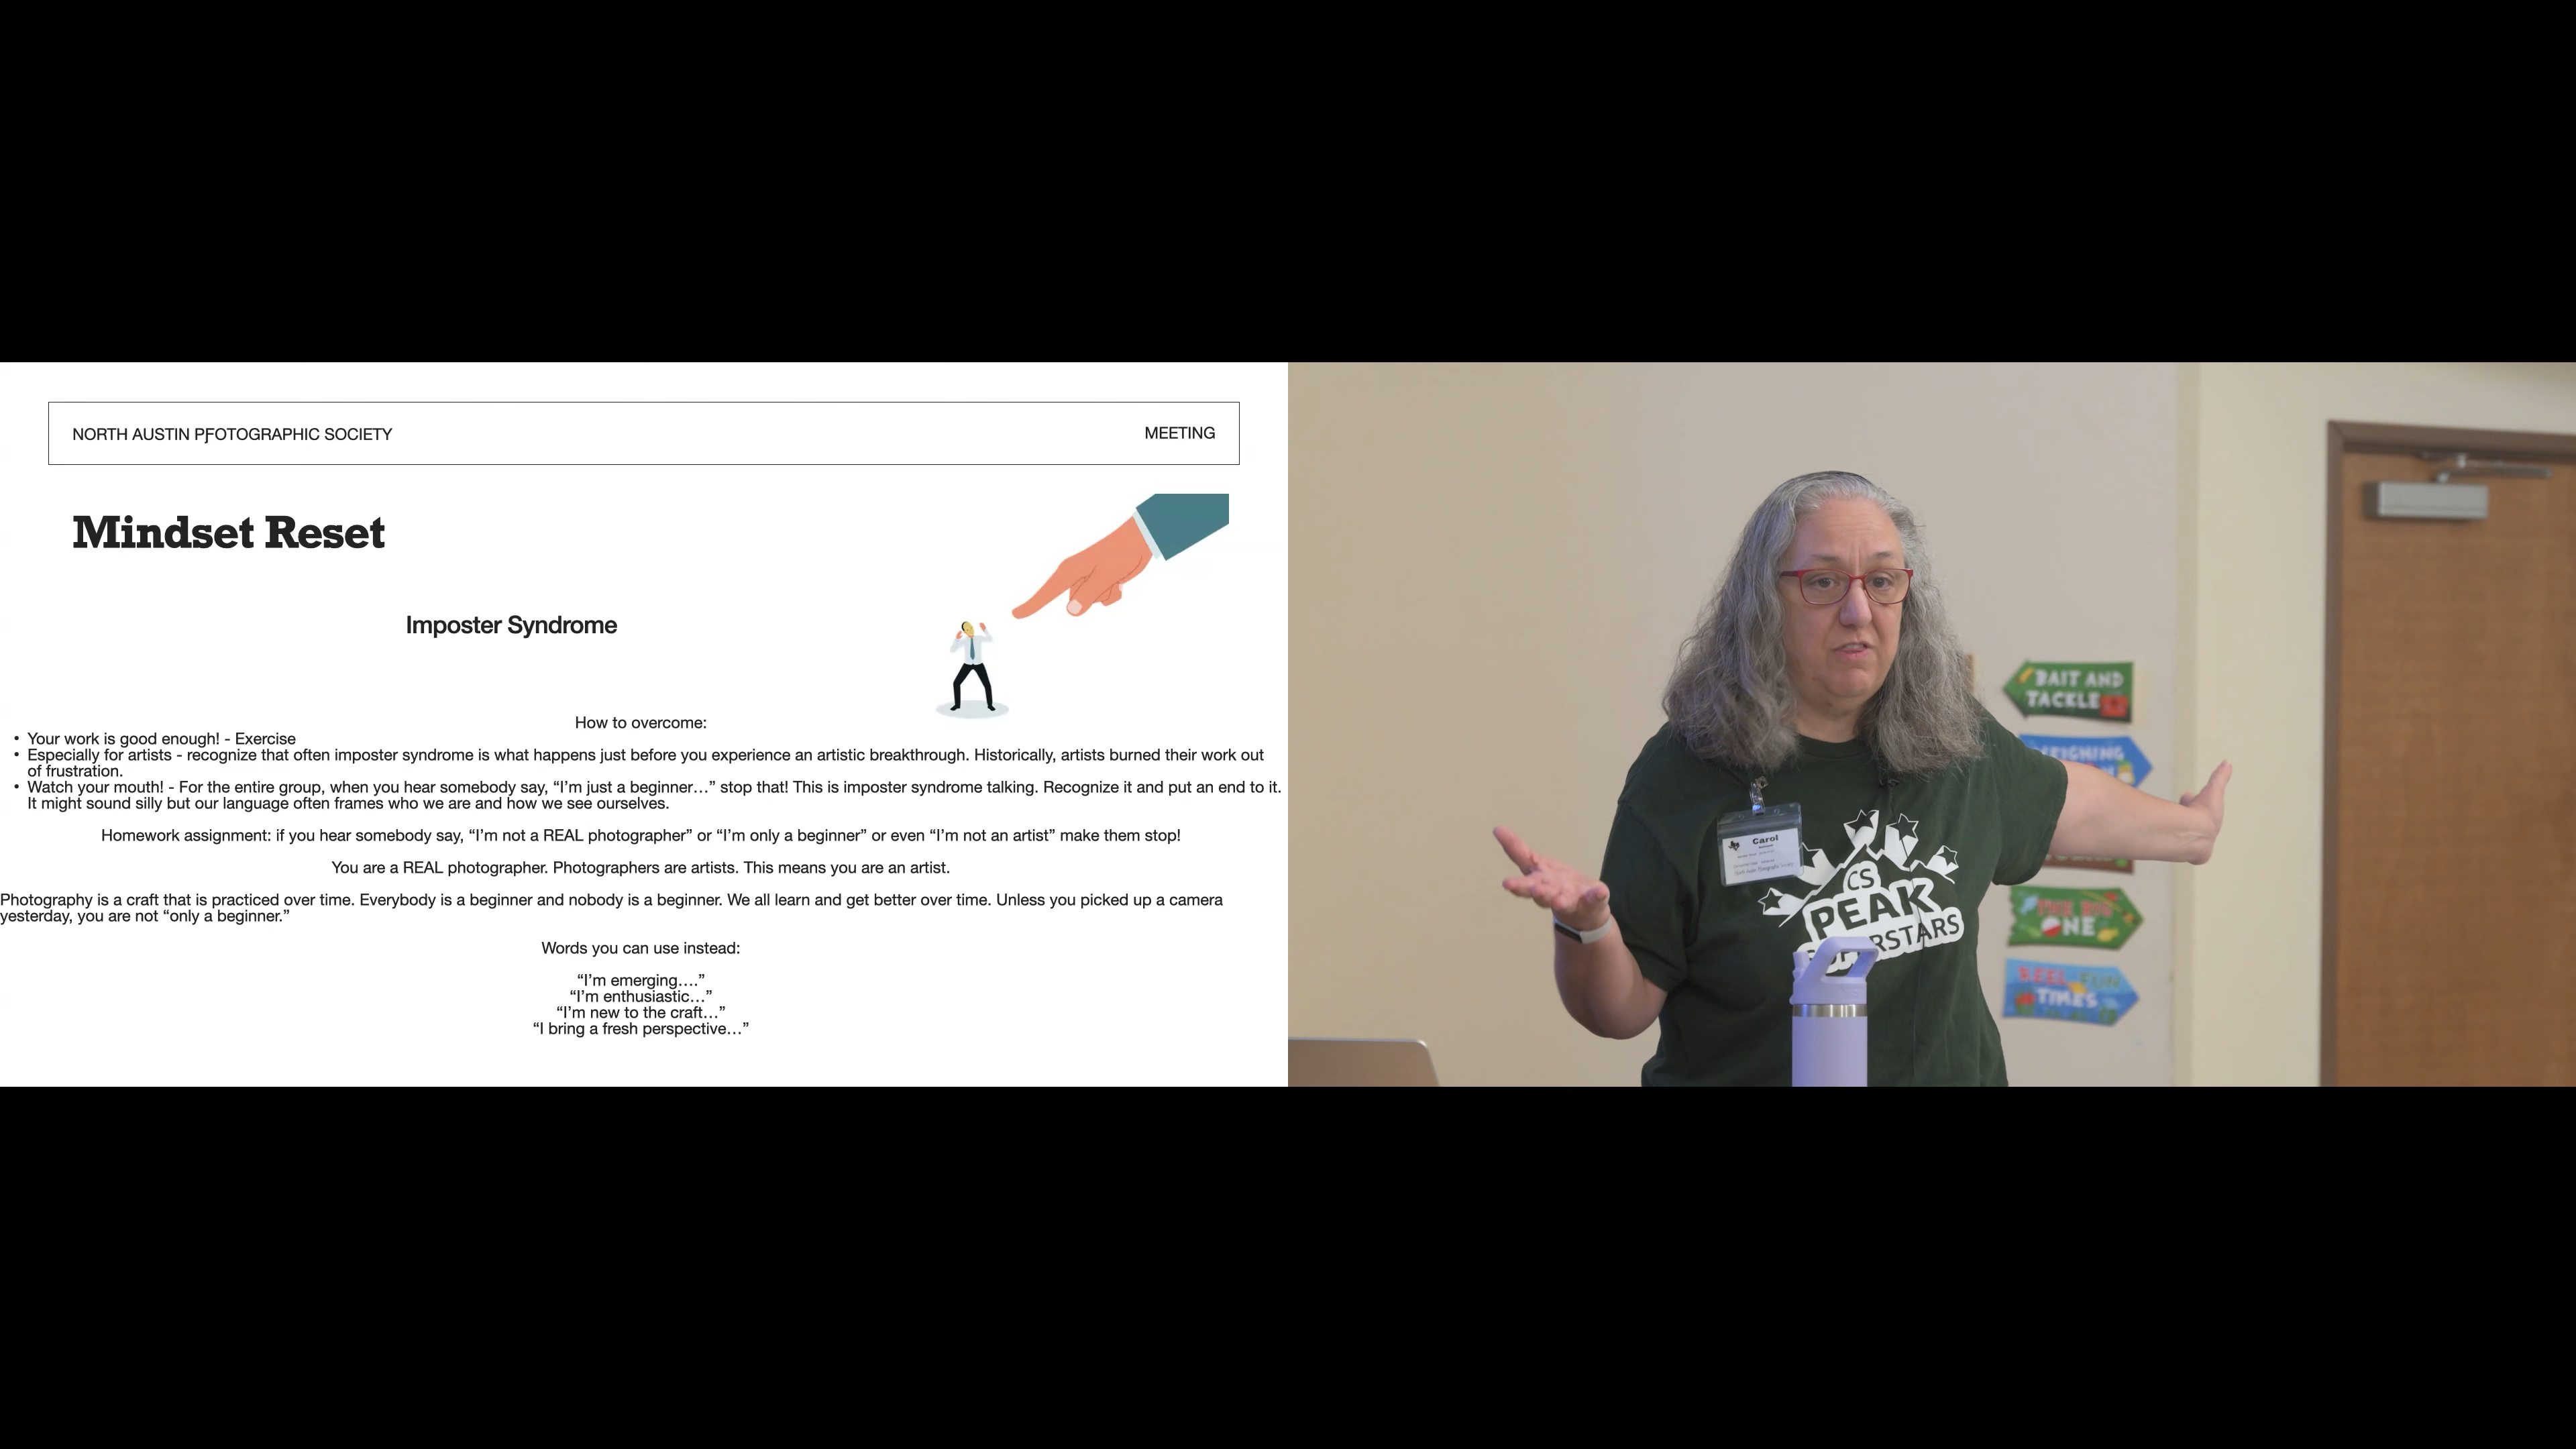 NORTH AUSTIN PƒOTOGRAPHIC SOCIETY
MEETING
Mindset Reset
Imposter Syndrome
How to overcome:
• Your work is good enough! - Exercise
• Especially for artists - recognize that often imposter syndrome is what happens just before you experience an artistic breakthrough. Historically, artists burned their work out
of frustration.
• Watch your mouth! - For the entire group, when you hear somebody say, “I’m just a beginner…” stop that! This is imposter syndrome talking. Recognize it and put an end to it.
It might sound silly but our language often frames who we are and how we see ourselves.
Homework assignment: if you hear somebody say, “I’m not a REAL photographer” or “I’m only a beginner” or even “I’m not an artist” make them stop!
You are a REAL photographer. Photographers are artists. This means you are an artist.
Photography is a craft that is practiced over time. Everybody is a beginner and nobody is a beginner. We all learn and get better over time. Unless you picked up a camera
yesterday, you are not “only a beginner.”
Words you can use instead:
“I’m emerging….”
“I’m enthusiastic…”
“I’m new to the craft…”
“I bring a fresh perspective…”
BAIT AND
TACKLE
Carol
CS
PEAK
THE BIG
ONE
REEL FUN
TIMES